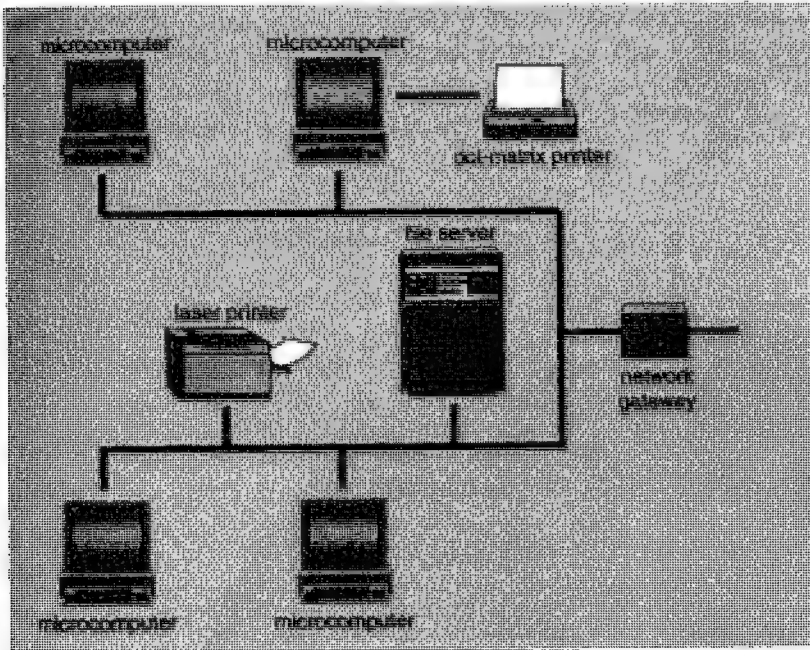 microcomputer
microcomputer
dot-matrix printer
file server
laser printer
network
gateway
microcomputer
microcomputer